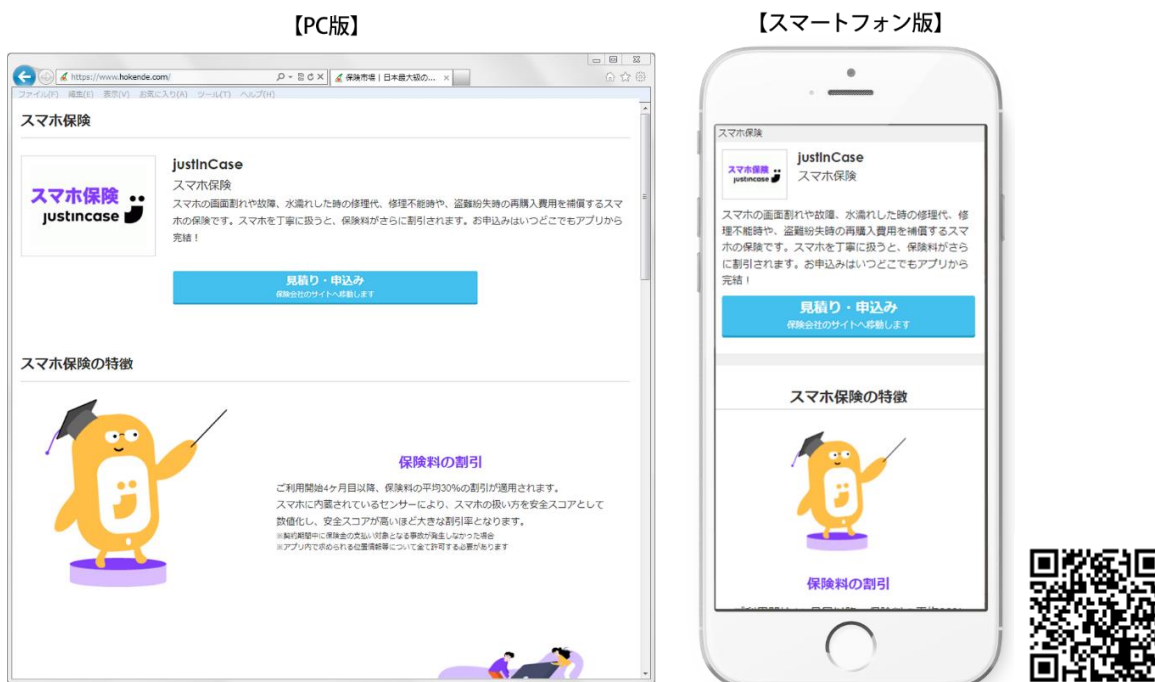 【PC版】
https://www.hokende.com/
保険市場 | 日本最大級の...
ファイル(F) 編集(E) 表示(V) お気に入り(A) ツール(T) ヘルプ(H)
スマホ保険
スマホ保険
justincase
justInCase
スマホ保険
スマホの画面割れや故障、水濡れした時の修理代、修理不能時や、盗難紛失時の再購入費用を補償するスマ
ホの保険です。スマホを丁寧に扱うと、保険料がさらに割引されます。お申込みはいつどこでもアプリから
完結！
見積り・申込み
保険会社のサイトへ移動します
スマホ保険の特徴
保険料の割引
ご利用開始4ヶ月目以降、保険料の平均30%の割引が適用されます。
スマホに内蔵されているセンサーにより、スマホの扱い方を安全スコアとして
数値化し、安全スコアが高いほど大きな割引率となります。
※契約期間中に保険金の支払い対象となる事故が発生しなかった場合
※アプリ内で求められる位置情報等について全て許可する必要があります
【スマートフォン版】
スマホ保険
スマホ保険
justincase
justInCase
スマホ保険
スマホの画面割れや故障、水濡れした時の修理代、修
理不能時や、盗難紛失時の再購入費用を補償するスマ
ホの保険です。スマホを丁寧に扱うと、保険料がさら
に割引されます。お申込みはいつどこでもアプリから
完結！
見積り・申込み
保険会社のサイトへ移動します
スマホ保険の特徴
保険料の割引